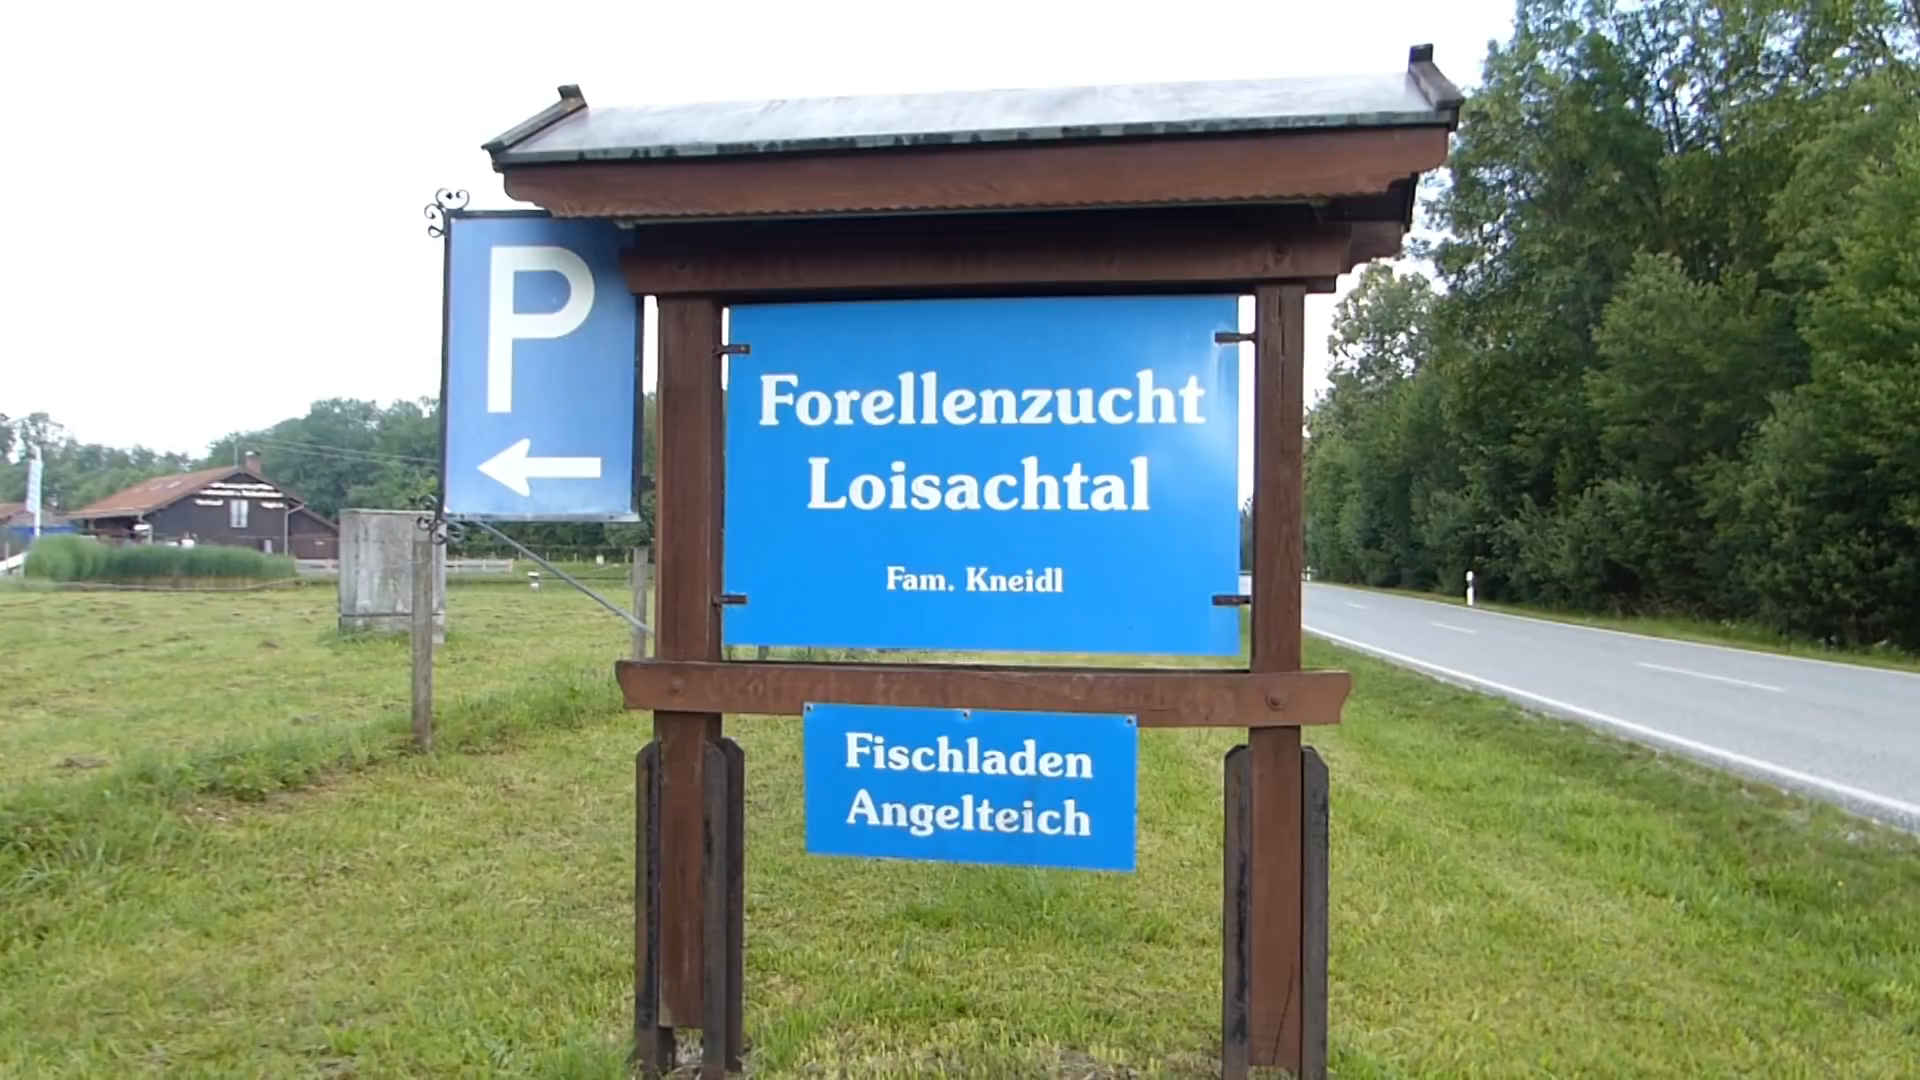 P
Forellenzucht
Loisachtal
Fam. Kneidl
Fischladen
Angelteich